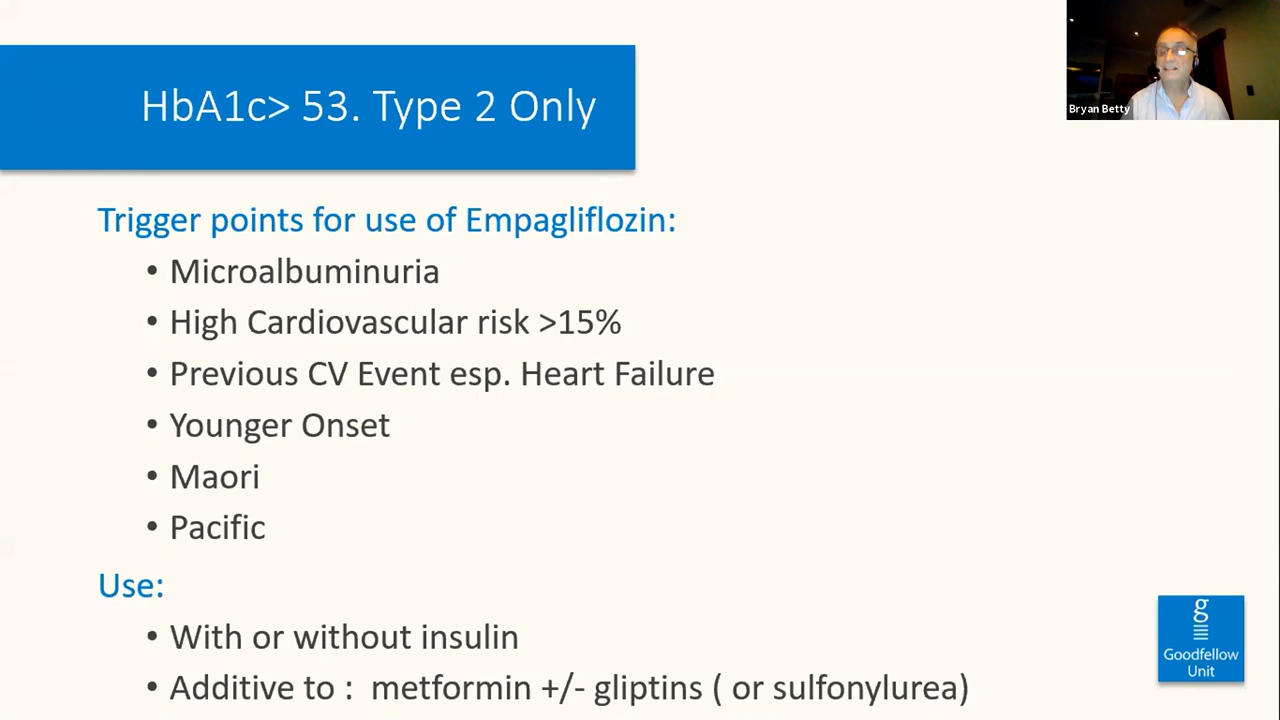 HbA1c> 53. Type 2 Only
Bryan Betty
Trigger points for use of Empagliflozin:
• Microalbuminuria
• High Cardiovascular risk >15%
• Previous CV Event esp. Heart Failure
• Younger Onset
• Maori
• Pacific
Use:
• With or without insulin
• Additive to :  metformin +/- gliptins ( or sulfonylurea)
g
Goodfellow
Unit